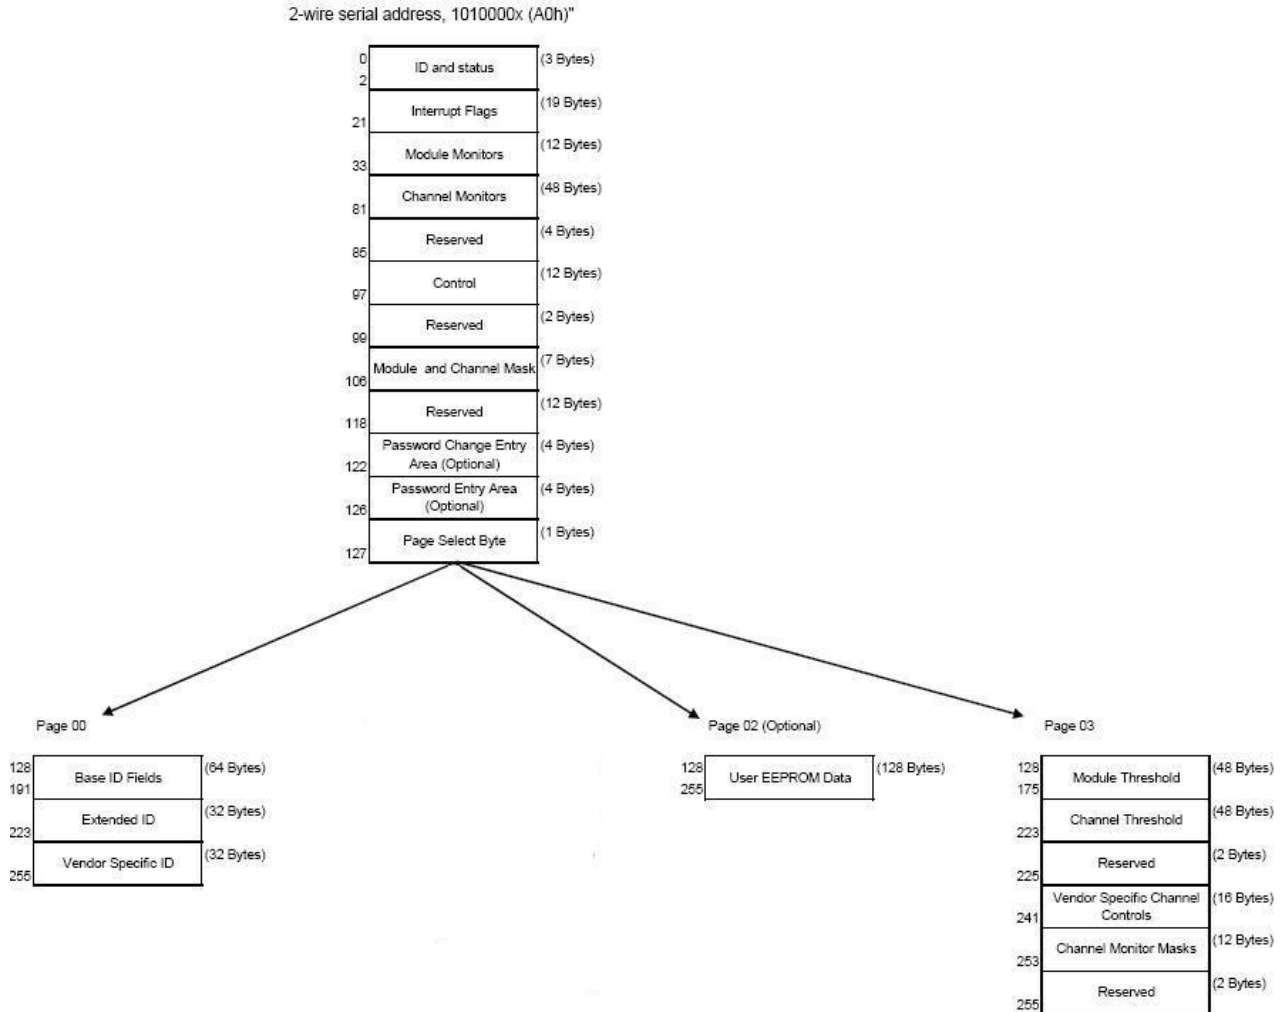 2-wire serial address, 1010000x (A0h)"
0
2
ID and status
(3 Bytes)
21
Interrupt Flags
(19 Bytes)
33
Module Monitors
(12 Bytes)
81
Channel Monitors
(48 Bytes)
85
Reserved
(4 Bytes)
97
Control
(12 Bytes)
99
Reserved
(2 Bytes)
106
Module and Channel Mask
(7 Bytes)
118
Reserved
(12 Bytes)
122
Password Change Entry
Area (Optional)
(4 Bytes)
126
Password Entry Area
(Optional)
(4 Bytes)
127
Page Select Byte
(1 Bytes)
Page 00
128
191
Base ID Fields
(64 Bytes)
223
Extended ID
(32 Bytes)
255
Vendor Specific ID
(32 Bytes)
Page 02 (Optional)
128
255
User EEPROM Data
(128 Bytes)
Page 03
128
175
Module Threshold
(48 Bytes)
223
Channel Threshold
(48 Bytes)
225
Reserved
(2 Bytes)
241
Vendor Specific Channel
Controls
(16 Bytes)
253
Channel Monitor Masks
(12 Bytes)
255
Reserved
(2 Bytes)